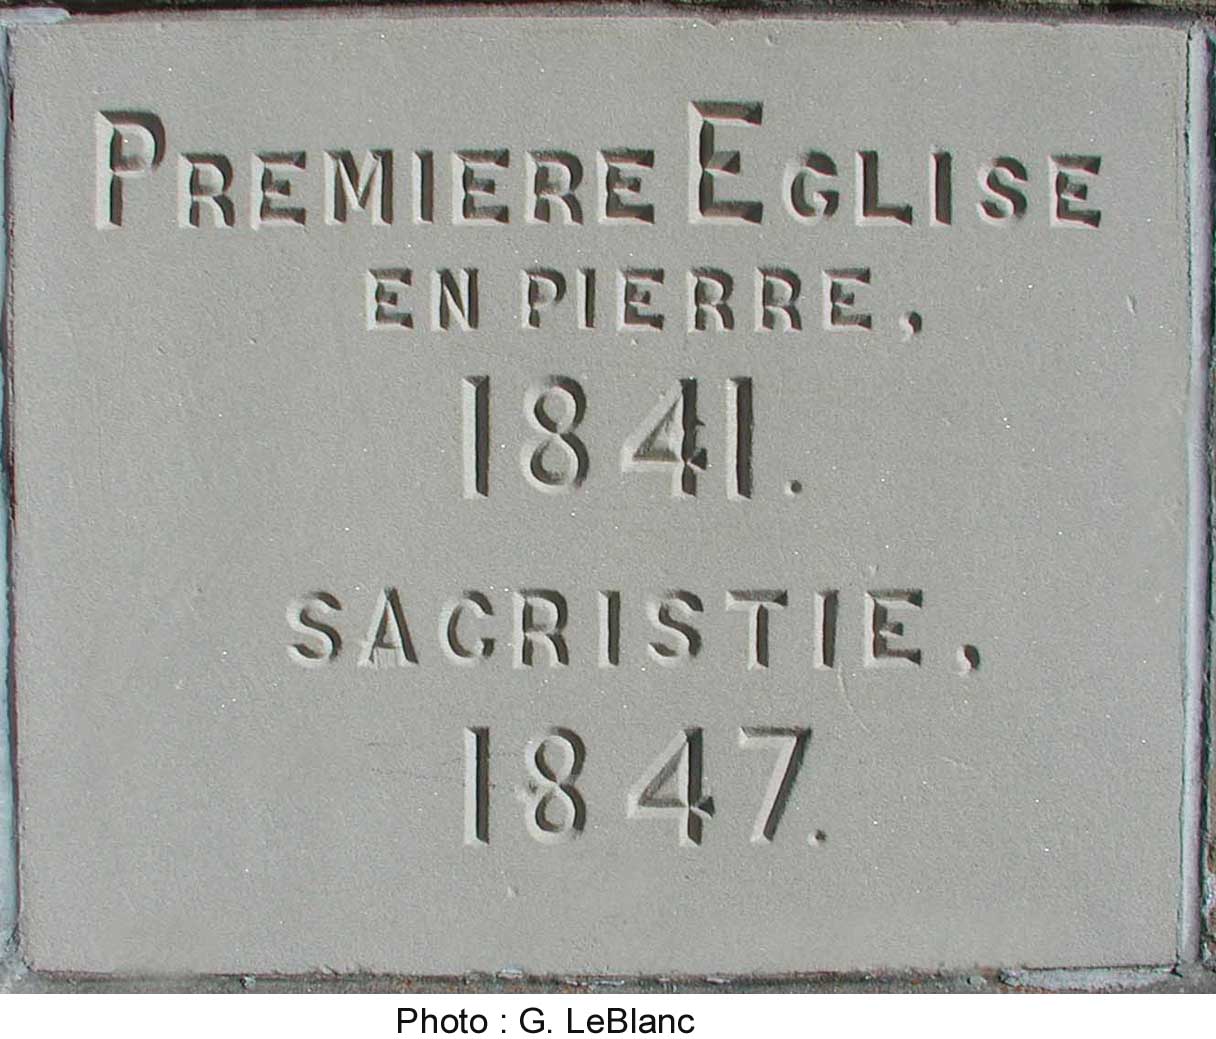 PREMIERE EGLISE
EN PIERRE,
1841.
SACRISTIE,
1847.
Photo : G. LeBlanc